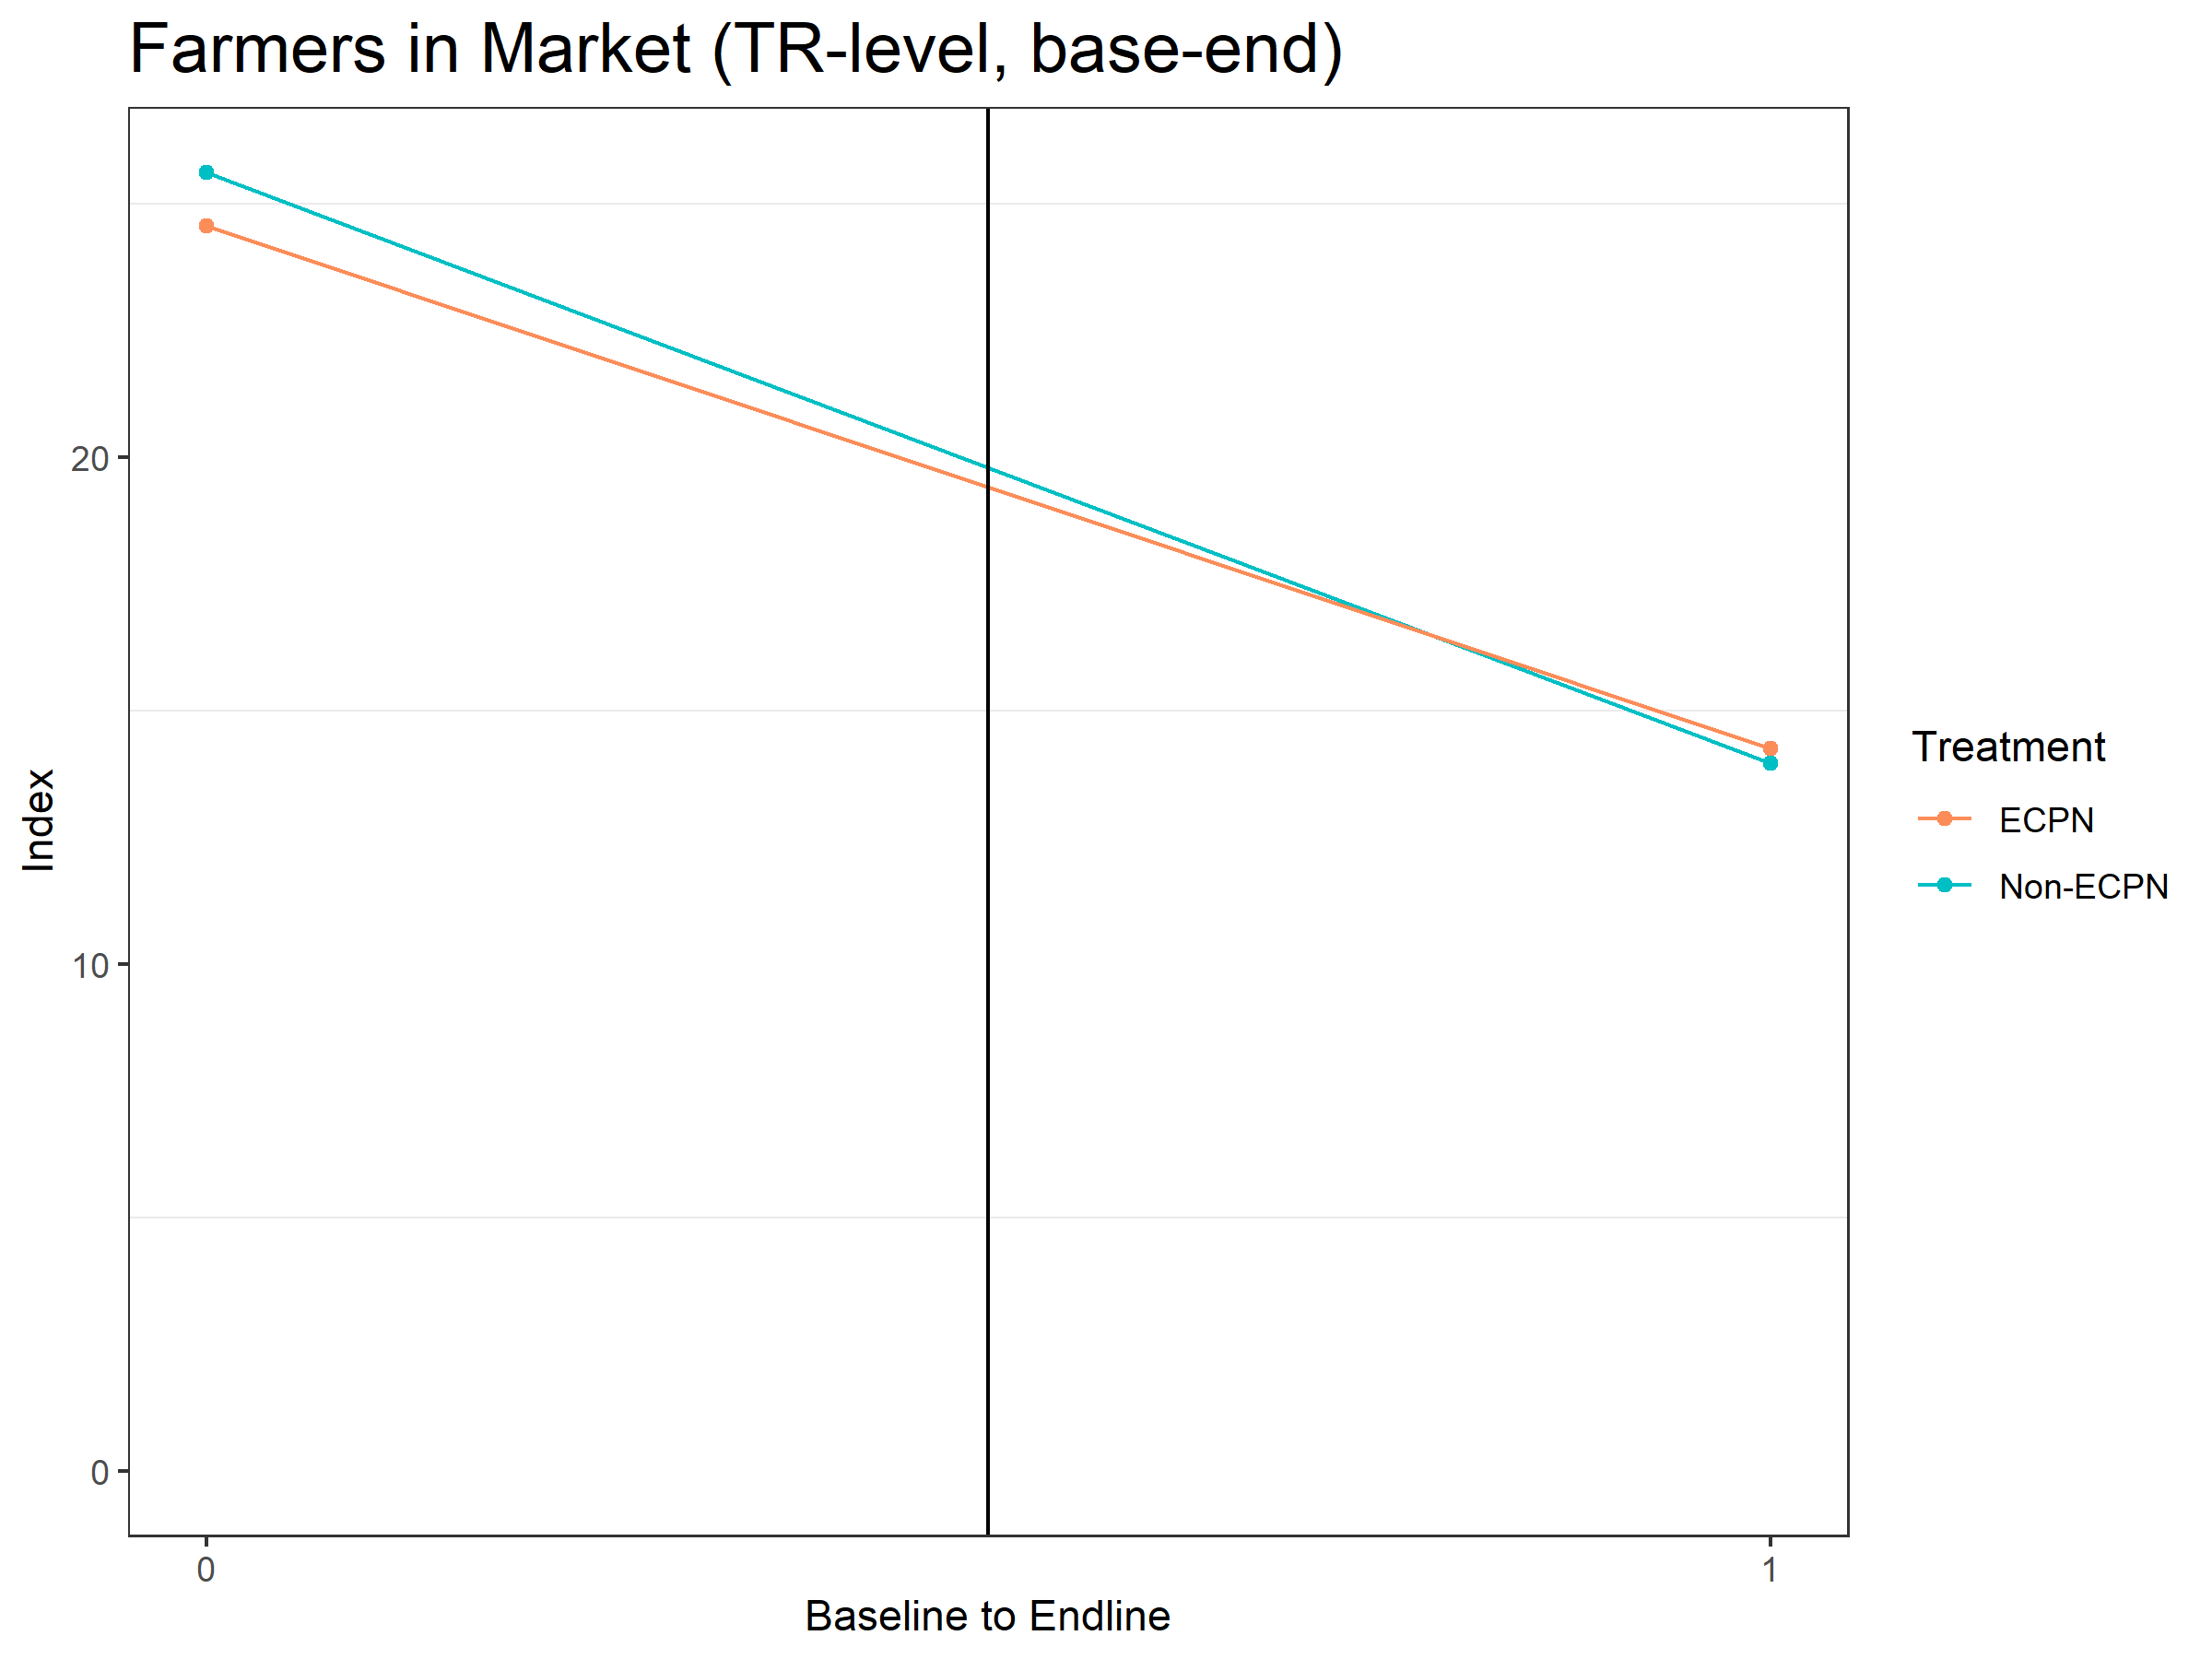 Farmers in Market (TR-level, base-end)
Index
20
10
0
0
1
Baseline to Endline
Treatment
ECPN
Non-ECPN